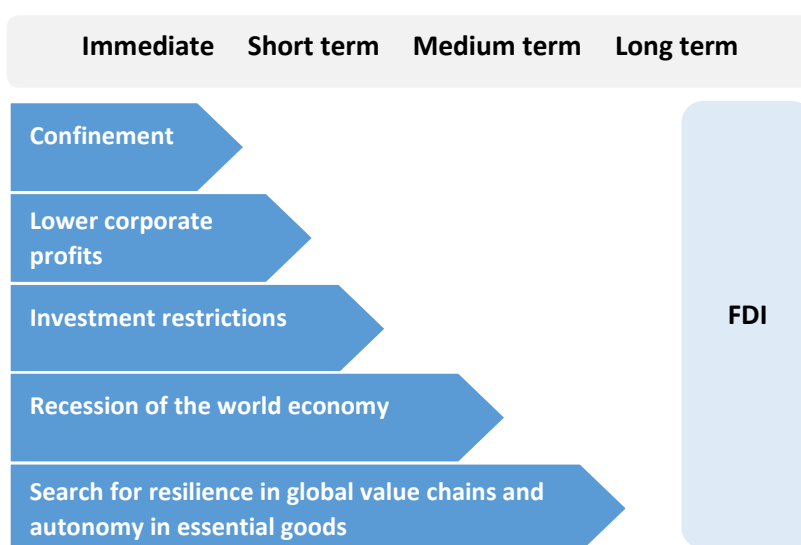 Immediate Short term Medium term Long term
Confinement
Lower corporate
profits
Investment restrictions
FDI
Recession of the world economy
Search for resilience in global value chains and
autonomy in essential goods